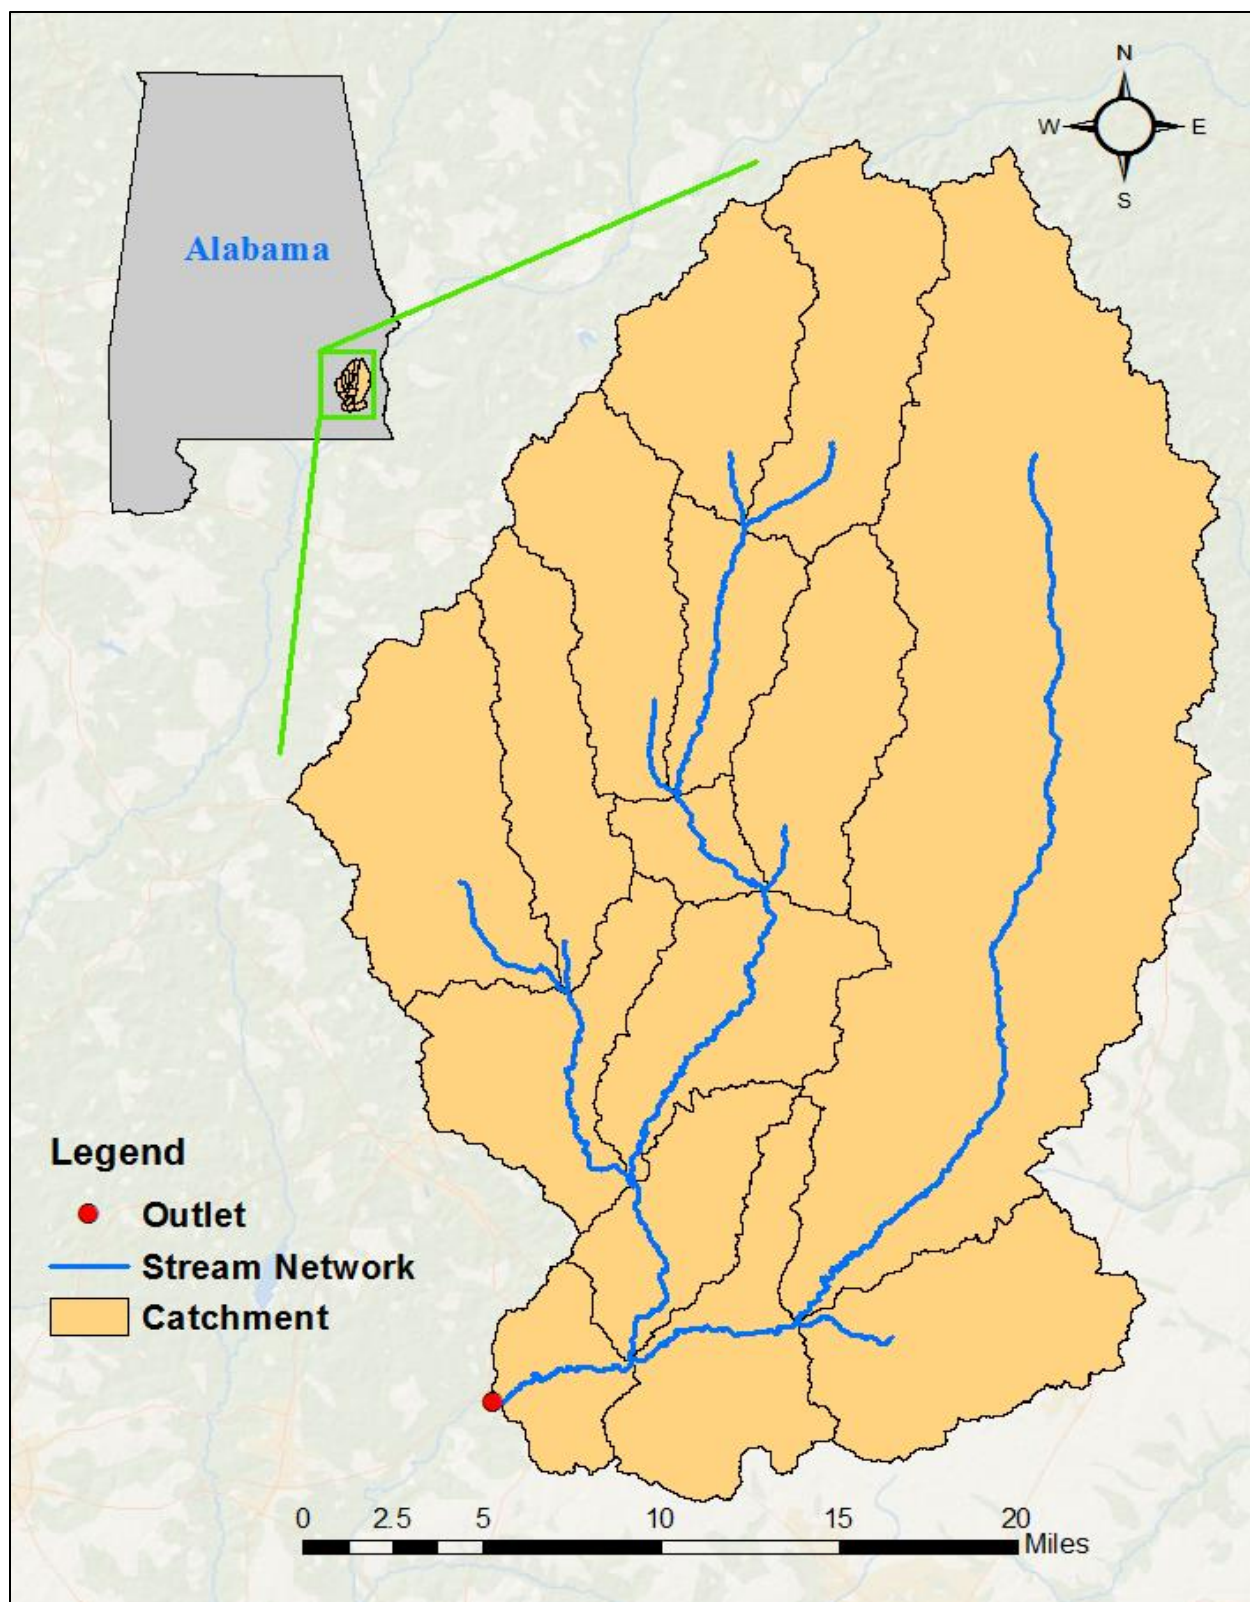 N
W E
S
Alabama
Legend
Outlet
Stream Network
Catchment
0 2.5 5 10 15 20
Miles